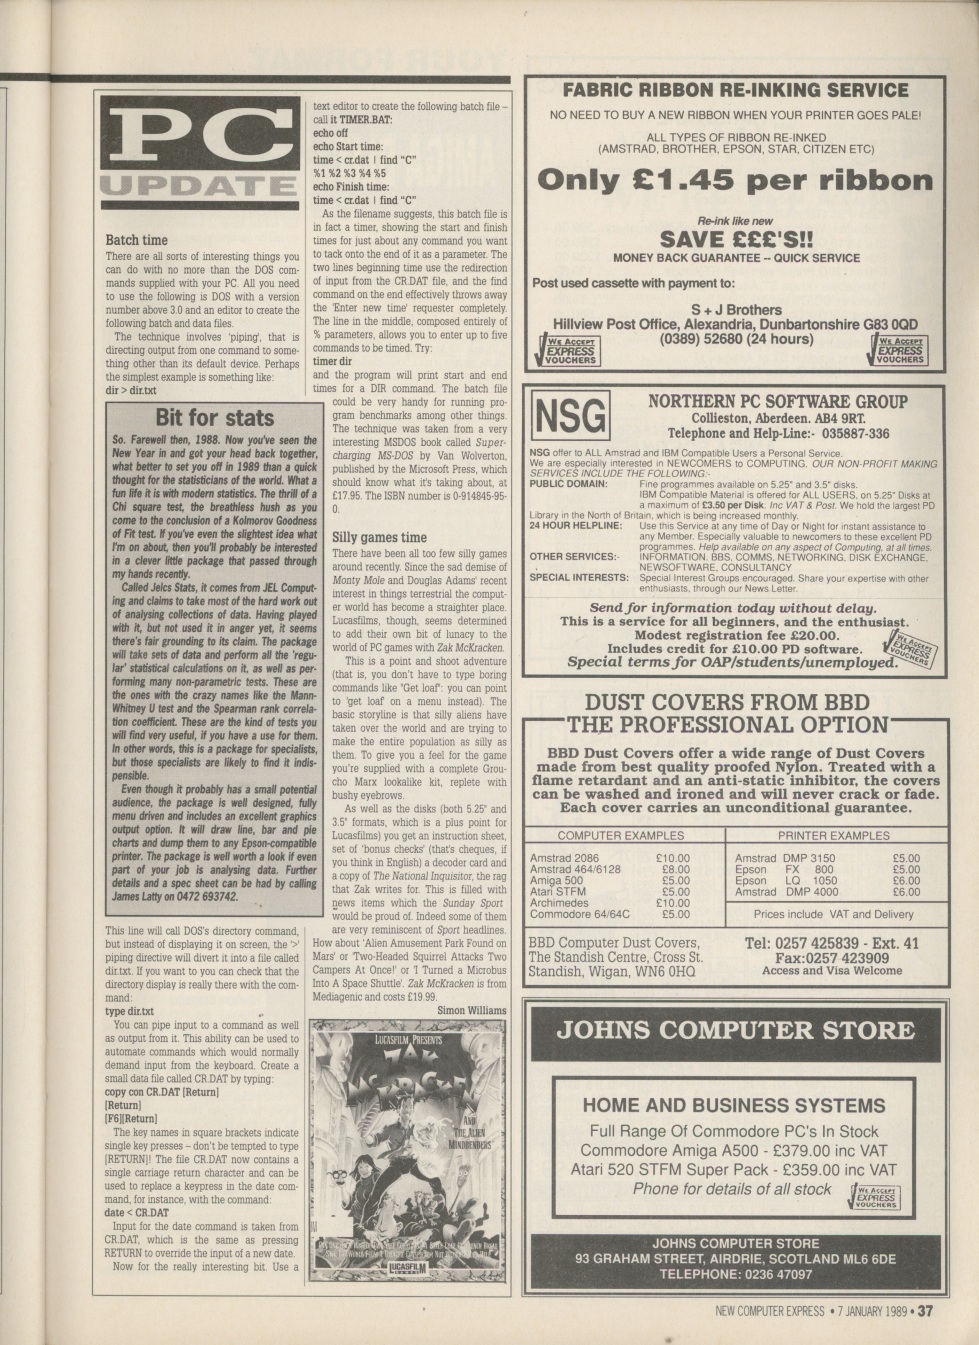 PC
UPDATE
Batch time
There are all sorts of interesting things you
can do with no more than the DOS com-
mands supplied with your PC. All you need
to use the following is DOS with a version
number above 3.0 and an editor to create the
following batch and data files.
The technique involves 'piping', that is
directing output from one command to some-
thing other than its default device. Perhaps
the simplest example is something like:
dir > dir.txt
Bit for stats
So. Farewell then, 1988. Now you've seen the
New Year in and got your head back together,
what better to set you off in 1989 than a quick
thought for the statisticians of the world. What a
fun life it is with modern statistics. The thrill of a
Chi square test, the breathless hush as you
come to the conclusion of a Kolmorov Goodness
of Fit test. If you've even the slightest idea what
I'm on about, then you'll probably be interested
in a clever little package that passed through
my hands recently.
Called Jelcs Stats, it comes from JEL Comput-
ing and claims to take most of the hard work out
of analysing collections of data. Having played
with it, but not used it in anger yet, it seems
there's fair grounding to its claim. The package
will take sets of data and perform all the 'regu-
lar' statistical calculations on it, as well as per-
forming many non-parametric tests. These are
the ones with the crazy names like the Mann-
Whitney U test and the Spearman rank correla-
tion coefficient. These are the kind of tests you
will find very useful, if you have a use for them.
In other words, this is a package for specialists,
but those specialists are likely to find it indis-
pensible.
Even though it probably has a small potential
audience, the package is well designed, fully
menu driven and includes an excellent graphics
output option. It will draw line, bar and pie
charts and dump them to any Epson-compatible
printer. The package is well worth a look if even
part of your job is analysing data. Further
details and a spec sheet can be had by calling
James Latty on 0472 693742.
This line will call DOS's directory command,
but instead of displaying it on screen, the '>'
piping directive will divert it into a file called
dir.txt. If you want to you can check that the
directory display is really there with the com-
mand:
type dir.txt
You can pipe input to a command as well
as output from it. This ability can be used to
automate commands which would normally
demand input from the keyboard. Create a
small data file called CR.DAT by typing:
copy con CR.DAT [Return]
[Return]
[F6][Return]
The key names in square brackets indicate
single key presses – don't be tempted to type
[RETURN]! The file CR.DAT now contains a
single carriage return character and can be
used to replace a keypress in the date com-
mand, for instance, with the command:
date < CR.DAT
Input for the date command is taken from
CR.DAT, which is the same as pressing
RETURN to override the input of a new date.
Now for the really interesting bit. Use a
text editor to create the following batch file –
call it TIMER.BAT:
echo off
echo Start time:
time < cr.dat | find "C"
%1 %2 %3 %4 %5
echo Finish time:
time < cr.dat | find "C"
As the filename suggests, this batch file is
in fact a timer, showing the start and finish
times for just about any command you want
to tack onto the end of it as a parameter. The
two lines beginning time use the redirection
of input from the CR.DAT file, and the find
command on the end effectively throws away
the 'Enter new time' requester completely.
The line in the middle, composed entirely of
% parameters, allows you to enter up to five
commands to be timed. Try:
timer dir
and the program will print start and end
times for a DIR command. The batch file
could be very handy for running pro-
gram benchmarks among other things.
The technique was taken from a very
interesting MSDOS book called Super-
charging MS-DOS by Van Wolverton,
published by the Microsoft Press, which
should know what it's taking about, at
£17.95. The ISBN number is 0-914845-95-
0.
Silly games time
There have been all too few silly games
around recently. Since the sad demise of
Monty Mole and Douglas Adams' recent
interest in things terrestrial the comput-
er world has become a straighter place.
Lucasfilms, though, seems determined
to add their own bit of lunacy to the
world of PC games with Zak McKracken.
This is a point and shoot adventure
(that is, you don't have to type boring
commands like "Get loaf': you can point
to 'get loaf' on a menu instead). The
basic storyline is that silly aliens have
taken over the world and are trying to
make the entire population as silly as
them. To give you a feel for the game
you're supplied with a complete Grou-
cho Marx lookalike kit, replete with
bushy eyebrows.
As well as the disks (both 5.25" and
3.5" formats, which is a plus point for
Lucasfilms) you get an instruction sheet,
set of 'bonus checks' (that's cheques, if
you think in English) a decoder card and
a copy of The National Inquisitor, the rag
that Zak writes for. This is filled with
news items which the Sunday Sport
would be proud of. Indeed some of them
are very reminiscent of Sport headlines.
How about 'Alien Amusement Park Found on
Mars' or 'Two-Headed Squirrel Attacks Two
Campers At Once!' or 'I Turned a Microbus
Into A Space Shuttle'. Zak McKracken is from
Mediagenic and costs £19.99.
Simon Williams
LUCASFILM PRESENTS
ZAK
MCKRACKEN
AND
THE ALIEN
MINDBENDERS
LUCASFILM
GAMES
FABRIC RIBBON RE-INKING SERVICE
NO NEED TO BUY A NEW RIBBON WHEN YOUR PRINTER GOES PALE!
ALL TYPES OF RIBBON RE-INKED
(AMSTRAD, BROTHER, EPSON, STAR, CITIZEN ETC)
Only £1.45 per ribbon
Re-ink like new
SAVE £££'S!!
MONEY BACK GUARANTEE -- QUICK SERVICE
Post used cassette with payment to:
S + J Brothers
Hillview Post Office, Alexandria, Dunbartonshire G83 0QD
(0389) 52680 (24 hours)
WE ACCEPT
EXPRESS
VOUCHERS
WE ACCEPT
EXPRESS
VOUCHERS
NSG
NORTHERN PC SOFTWARE GROUP
Collieston, Aberdeen. AB4 9RT.
Telephone and Help-Line:- 035887-336
NSG offer to ALL Amstrad and IBM Compatible Users a Personal Service.
We are especially interested in NEWCOMERS to COMPUTING. OUR NON-PROFIT MAKING
SERVICES INCLUDE THE FOLLOWING:-
PUBLIC DOMAIN: Fine programmes available on 5.25" and 3.5" disks.
IBM Compatible Material is offered for ALL USERS, on 5.25" Disks at
a maximum of £3.50 per Disk. Inc VAT & Post. We hold the largest PD
Library in the North of Britain, which is being increased monthly.
24 HOUR HELPLINE: Use this Service at any time of Day or Night for instant assistance to
any Member. Especially valuable to newcomers to these excellent PD
programmes. Help available on any aspect of Computing, at all times.
OTHER SERVICES:- INFORMATION, BBS, COMMS, NETWORKING, DISK EXCHANGE,
NEWSOFTWARE, CONSULTANCY
SPECIAL INTERESTS: Special Interest Groups encouraged. Share your expertise with other
enthusiasts, through our News Letter.
Send for information today without delay.
This is a service for all beginners, and the enthusiast.
Modest registration fee £20.00.
Includes credit for £10.00 PD software.
Special terms for OAP/students/unemployed.
WE ACCEPT
EXPRESS
VOUCHERS
DUST COVERS FROM BBD
THE PROFESSIONAL OPTION
BBD Dust Covers offer a wide range of Dust Covers
made from best quality proofed Nylon. Treated with a
flame retardant and an anti-static inhibitor, the covers
can be washed and ironed and will never crack or fade.
Each cover carries an unconditional guarantee.
COMPUTER EXAMPLES
Amstrad 2086 £10.00
Amstrad 464/6128 £8.00
Amiga 500 £5.00
Atari STFM £5.00
Archimedes £10.00
Commodore 64/64C £5.00
PRINTER EXAMPLES
Amstrad DMP 3150 £5.00
Epson FX 800 £5.00
Epson LQ 1050 £6.00
Amstrad DMP 4000 £6.00
Prices include VAT and Delivery
BBD Computer Dust Covers,
The Standish Centre, Cross St.
Standish, Wigan, WN6 0HQ
Tel: 0257 425839 - Ext. 41
Fax:0257 423909
Access and Visa Welcome
JOHNS COMPUTER STORE
HOME AND BUSINESS SYSTEMS
Full Range Of Commodore PC's In Stock
Commodore Amiga A500 - £379.00 inc VAT
Atari 520 STFM Super Pack - £359.00 inc VAT
Phone for details of all stock
WE ACCEPT
EXPRESS
VOUCHERS
JOHNS COMPUTER STORE
93 GRAHAM STREET, AIRDRIE, SCOTLAND ML6 6DE
TELEPHONE: 0236 47097
NEW COMPUTER EXPRESS • 7 JANUARY 1989 • 37